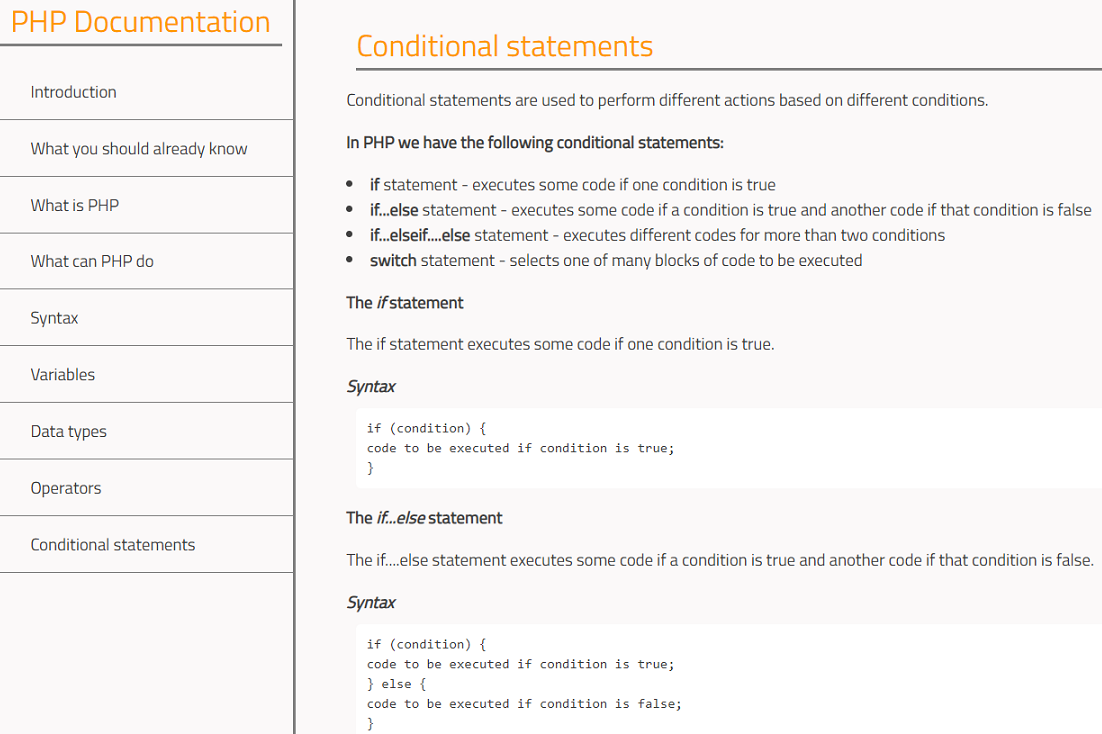 PHP Documentation
Introduction
What you should already know
What is PHP
What can PHP do
Syntax
Variables
Data types
Operators
Conditional statements
Conditional statements
Conditional statements are used to perform different actions based on different conditions.
In PHP we have the following conditional statements:
• if statement - executes some code if one condition is true
• if...else statement - executes some code if a condition is true and another code if that condition is false
• if...elseif....else statement - executes different codes for more than two conditions
• switch statement - selects one of many blocks of code to be executed
The if statement
The if statement executes some code if one condition is true.
Syntax
if (condition) {
code to be executed if condition is true;
}
The if...else statement
The if....else statement executes some code if a condition is true and another code if that condition is false.
Syntax
if (condition) {
code to be executed if condition is true;
} else {
code to be executed if condition is false;
}